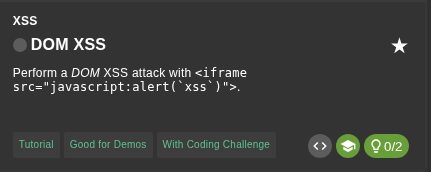 XSS
DOM XSS
Perform a DOM XSS attack with <iframe
src="javascript:alert(`xss`)">.
Tutorial Good for Demos With Coding Challenge <> 0/2